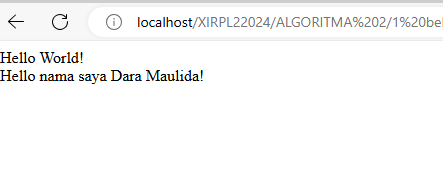 localhost/XIRPL22024/ALGORITMA%202/1%20bel
Hello World!
Hello nama saya Dara Maulida!